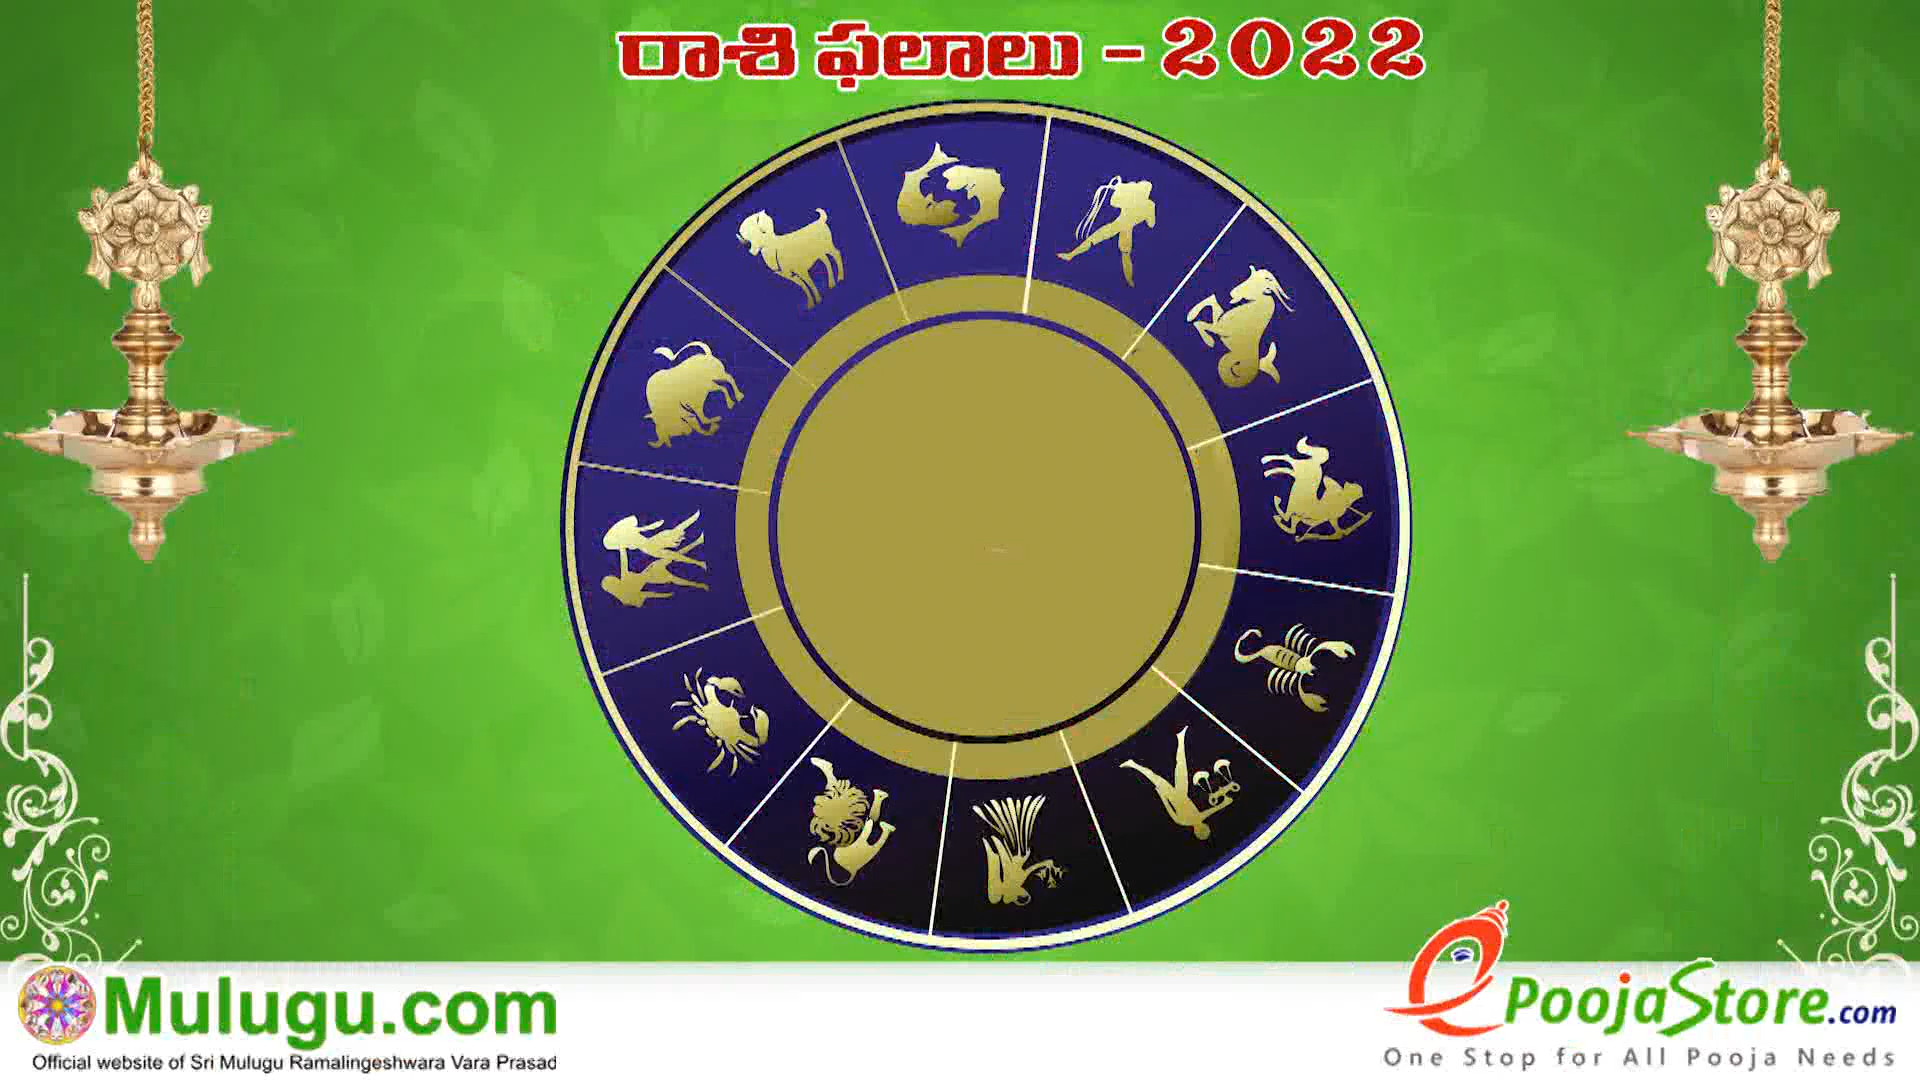 రాశి ఫలాలు - 2022
Mulugu.com
Official website of Sri Mulugu Ramalingeshwara Vara Prasad
ePoojaStore.com
One Stop for All Pooja Needs